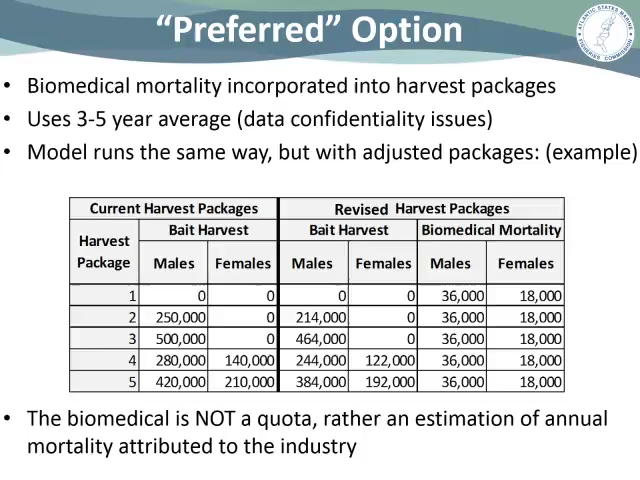 “Preferred” Option
ATLANTIC STATES MARINE
FISHERIES COMMISSION
• Biomedical mortality incorporated into harvest packages
• Uses 3-5 year average (data confidentiality issues)
• Model runs the same way, but with adjusted packages: (example)
Current Harvest Packages Revised Harvest Packages
Harvest Package Bait Harvest Bait Harvest Biomedical Mortality
Males Females Males Females Males Females
1 0 0 0 0 36,000 18,000
2 250,000 0 214,000 0 36,000 18,000
3 500,000 0 464,000 0 36,000 18,000
4 280,000 140,000 244,000 122,000 36,000 18,000
5 420,000 210,000 384,000 192,000 36,000 18,000
• The biomedical is NOT a quota, rather an estimation of annual
mortality attributed to the industry